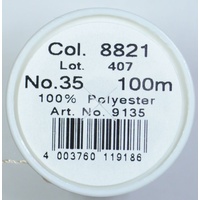 Col. 8821
Lot. 407
No.35 100m
100% Polyester
Art. No. 9135
4 003760 119186